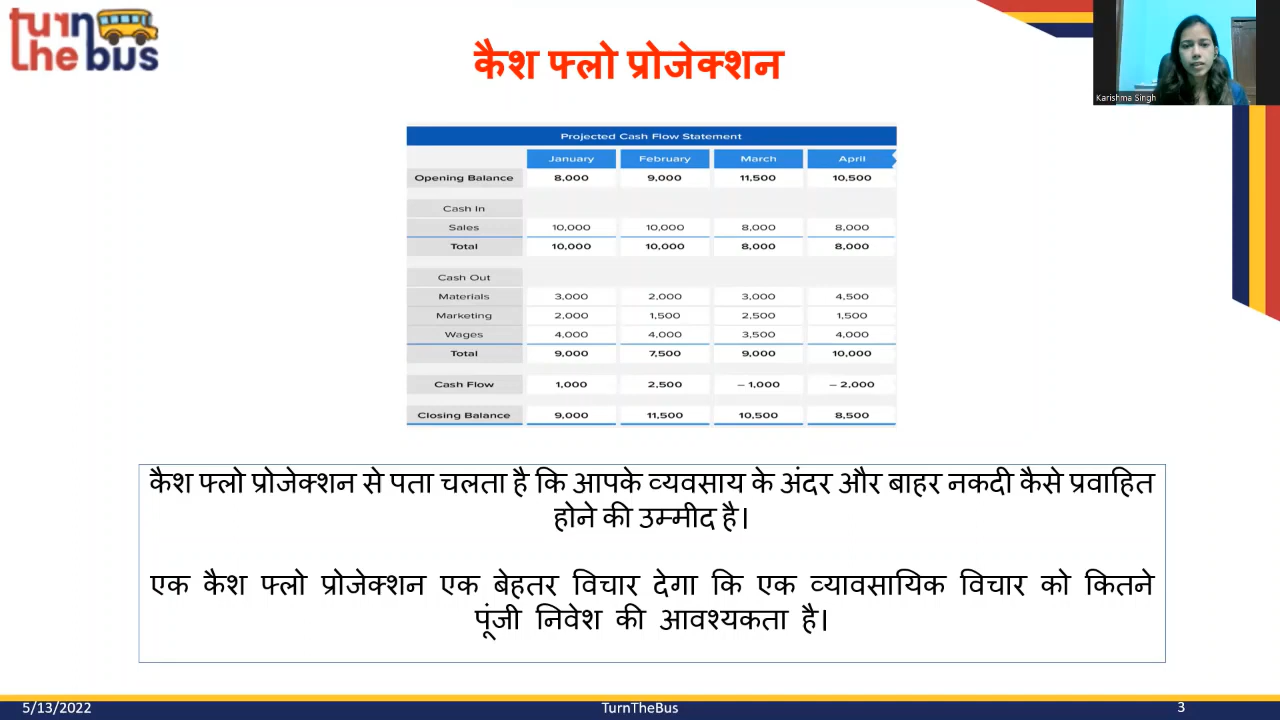 turn
the bus
कैश फ्लो प्रोजेक्शन
Karishma Singh
Projected Cash Flow Statement
January February March April
Opening Balance 8,000 9,000 11,500 10,500
Cash In
Sales 10,000 10,000 8,000 8,000
Total 10,000 10,000 8,000 8,000
Cash Out
Materials 3,000 2,000 3,000 4,500
Marketing 2,000 1,500 2,500 1,500
Wages 4,000 4,000 3,500 4,000
Total 9,000 7,500 9,000 10,000
Cash Flow 1,000 2,500 – 1,000 – 2,000
Closing Balance 9,000 11,500 10,500 8,500
कैश फ्लो प्रोजेक्शन से पता चलता है कि आपके व्यवसाय के अंदर और बाहर नकदी कैसे प्रवाहित
होने की उम्मीद है।
एक कैश फ्लो प्रोजेक्शन एक बेहतर विचार देगा कि एक व्यावसायिक विचार को कितने
पूंजी निवेश की आवश्यकता है।
5/13/2022 TurnTheBus 3